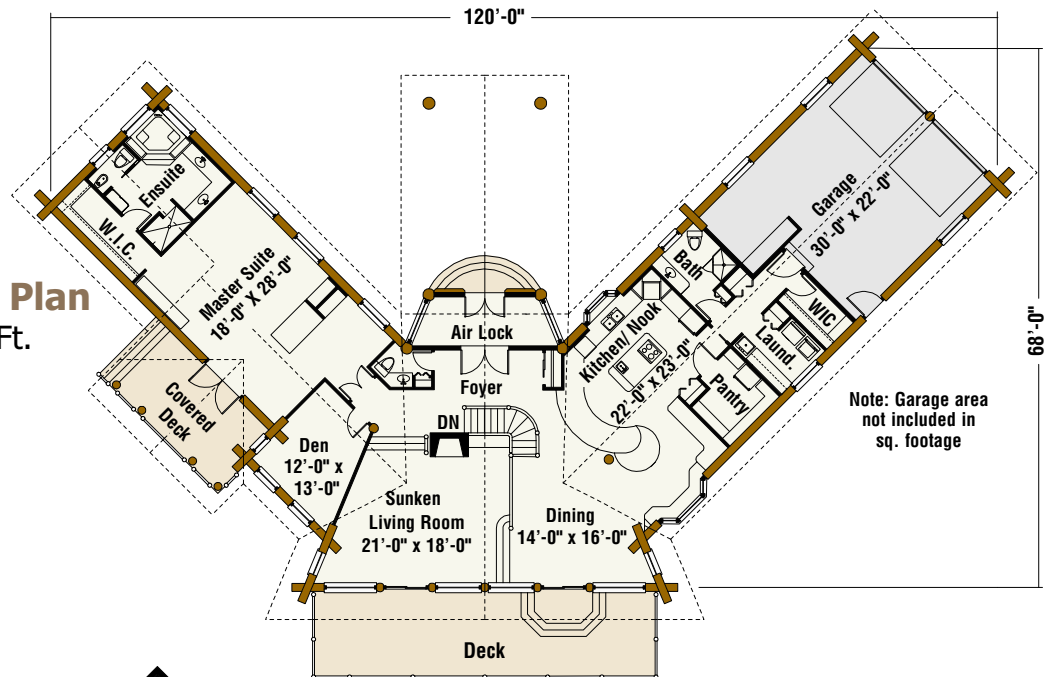 120'-0"
68'-0"
Plan
Ft.
Ensuite
W.I.C.
Master Suite
18'-0" X 28'-0"
Covered
Deck
Den
12'-0" x
13'-0"
Air Lock
Foyer
DN
Sunken
Living Room
21'-0" x 18'-0"
Dining
14'-0" x 16'-0"
Kitchen/ Nook
22'-0" x 23'-0"
Bath
Garage
30'-0" X 22'-0"
WIC
Laund.
Pantry
Note: Garage area
not included in
sq. footage
Deck